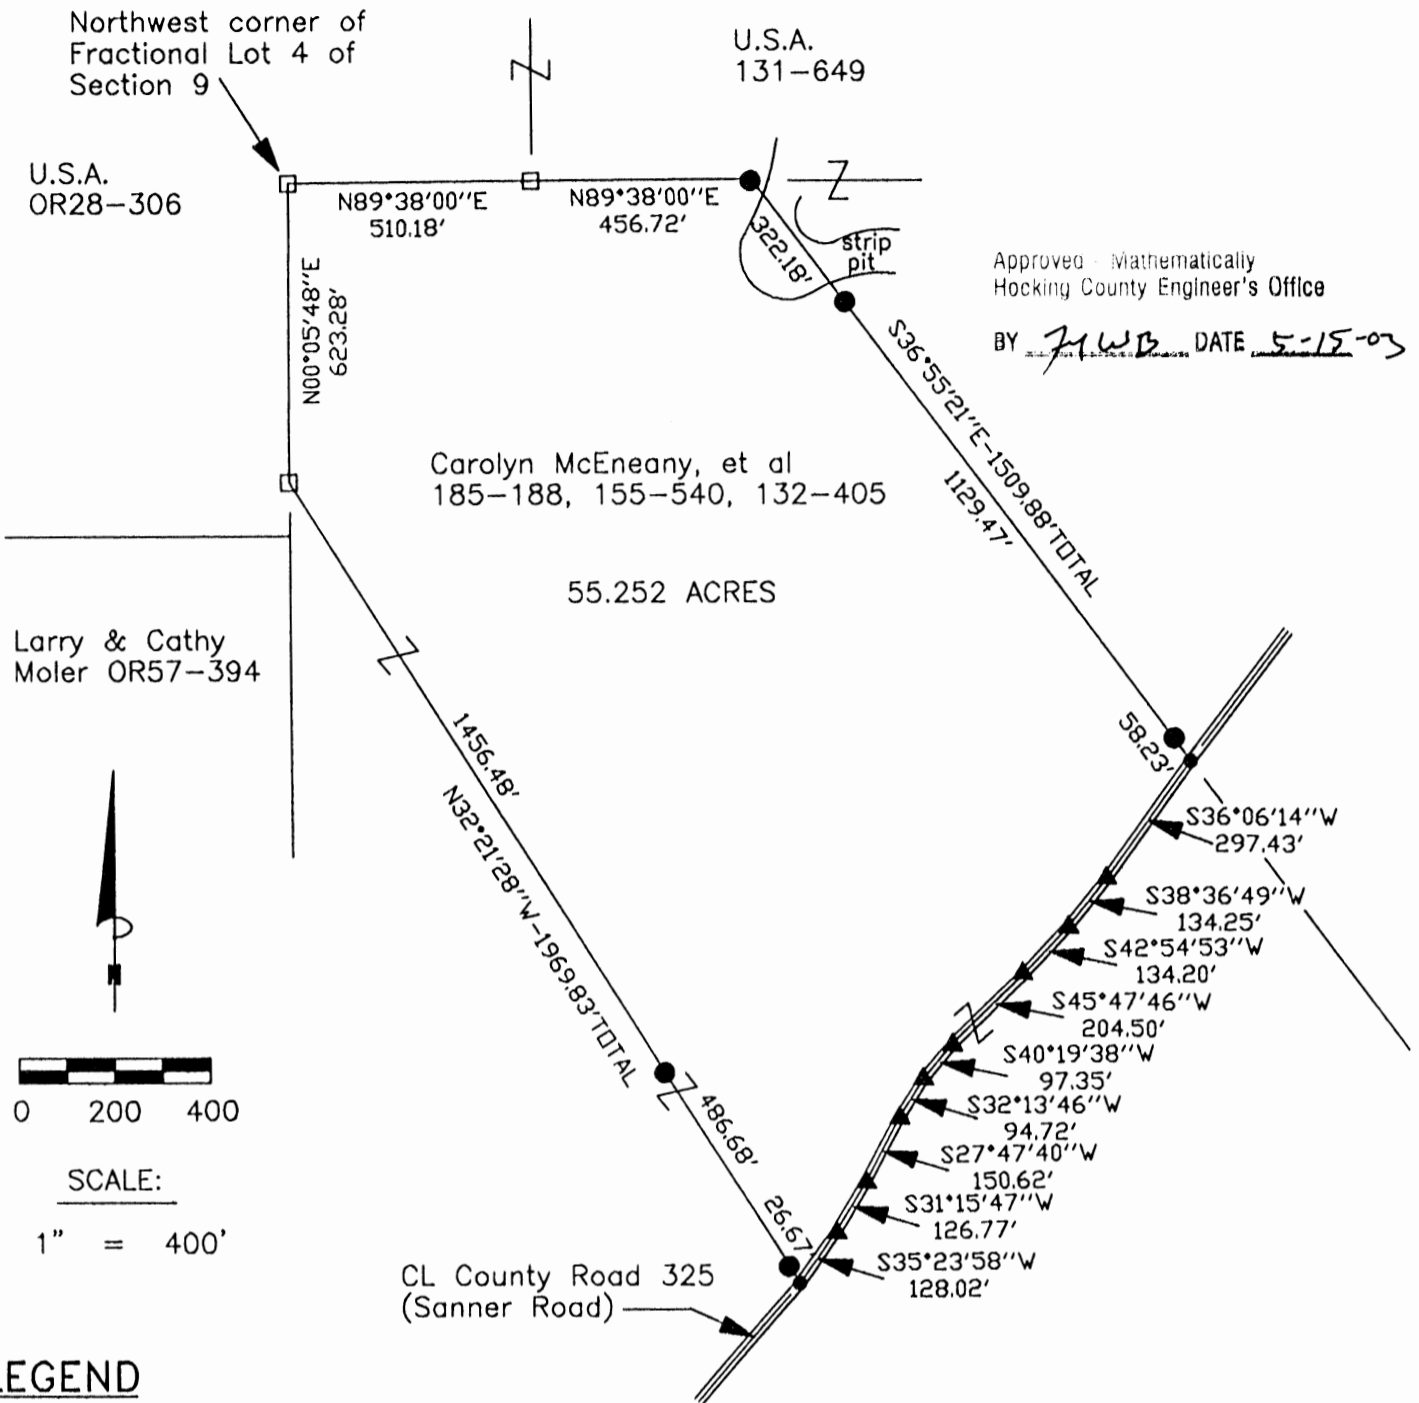 Northwest corner of
Fractional Lot 4 of
Section 9
U.S.A.
131-649
U.S.A.
OR28-306
N89°38'00"E
510.18'
N89°38'00"E
456.72'
322.18'
strip
pit
Approved - Mathematically
Hocking County Engineer's Office
BY DATE 5-15-03
N00°05'48"E
623.28'
S36°55'21"E-1509.88'TOTAL
1129.47'
Carolyn McEneany, et al
185-188, 155-540, 132-405
55.252 ACRES
Larry & Cathy
Moler OR57-394
58.23'
1456.48'
N32°21'28"W-1969.83'TOTAL
S36°06'14"W
297.43'
S38°36'49"W
134.25'
S42°54'53"W
134.20'
S45°47'46"W
204.50'
S40°19'38"W
97.35'
S32°13'46"W
94.72'
S27°47'40"W
150.62'
S31°15'47"W
126.77'
S35°23'58"W
128.02'
486.68'
26.67'
N
0 200 400
SCALE:
1" = 400'
CL County Road 325
(Sanner Road)
LEGEND